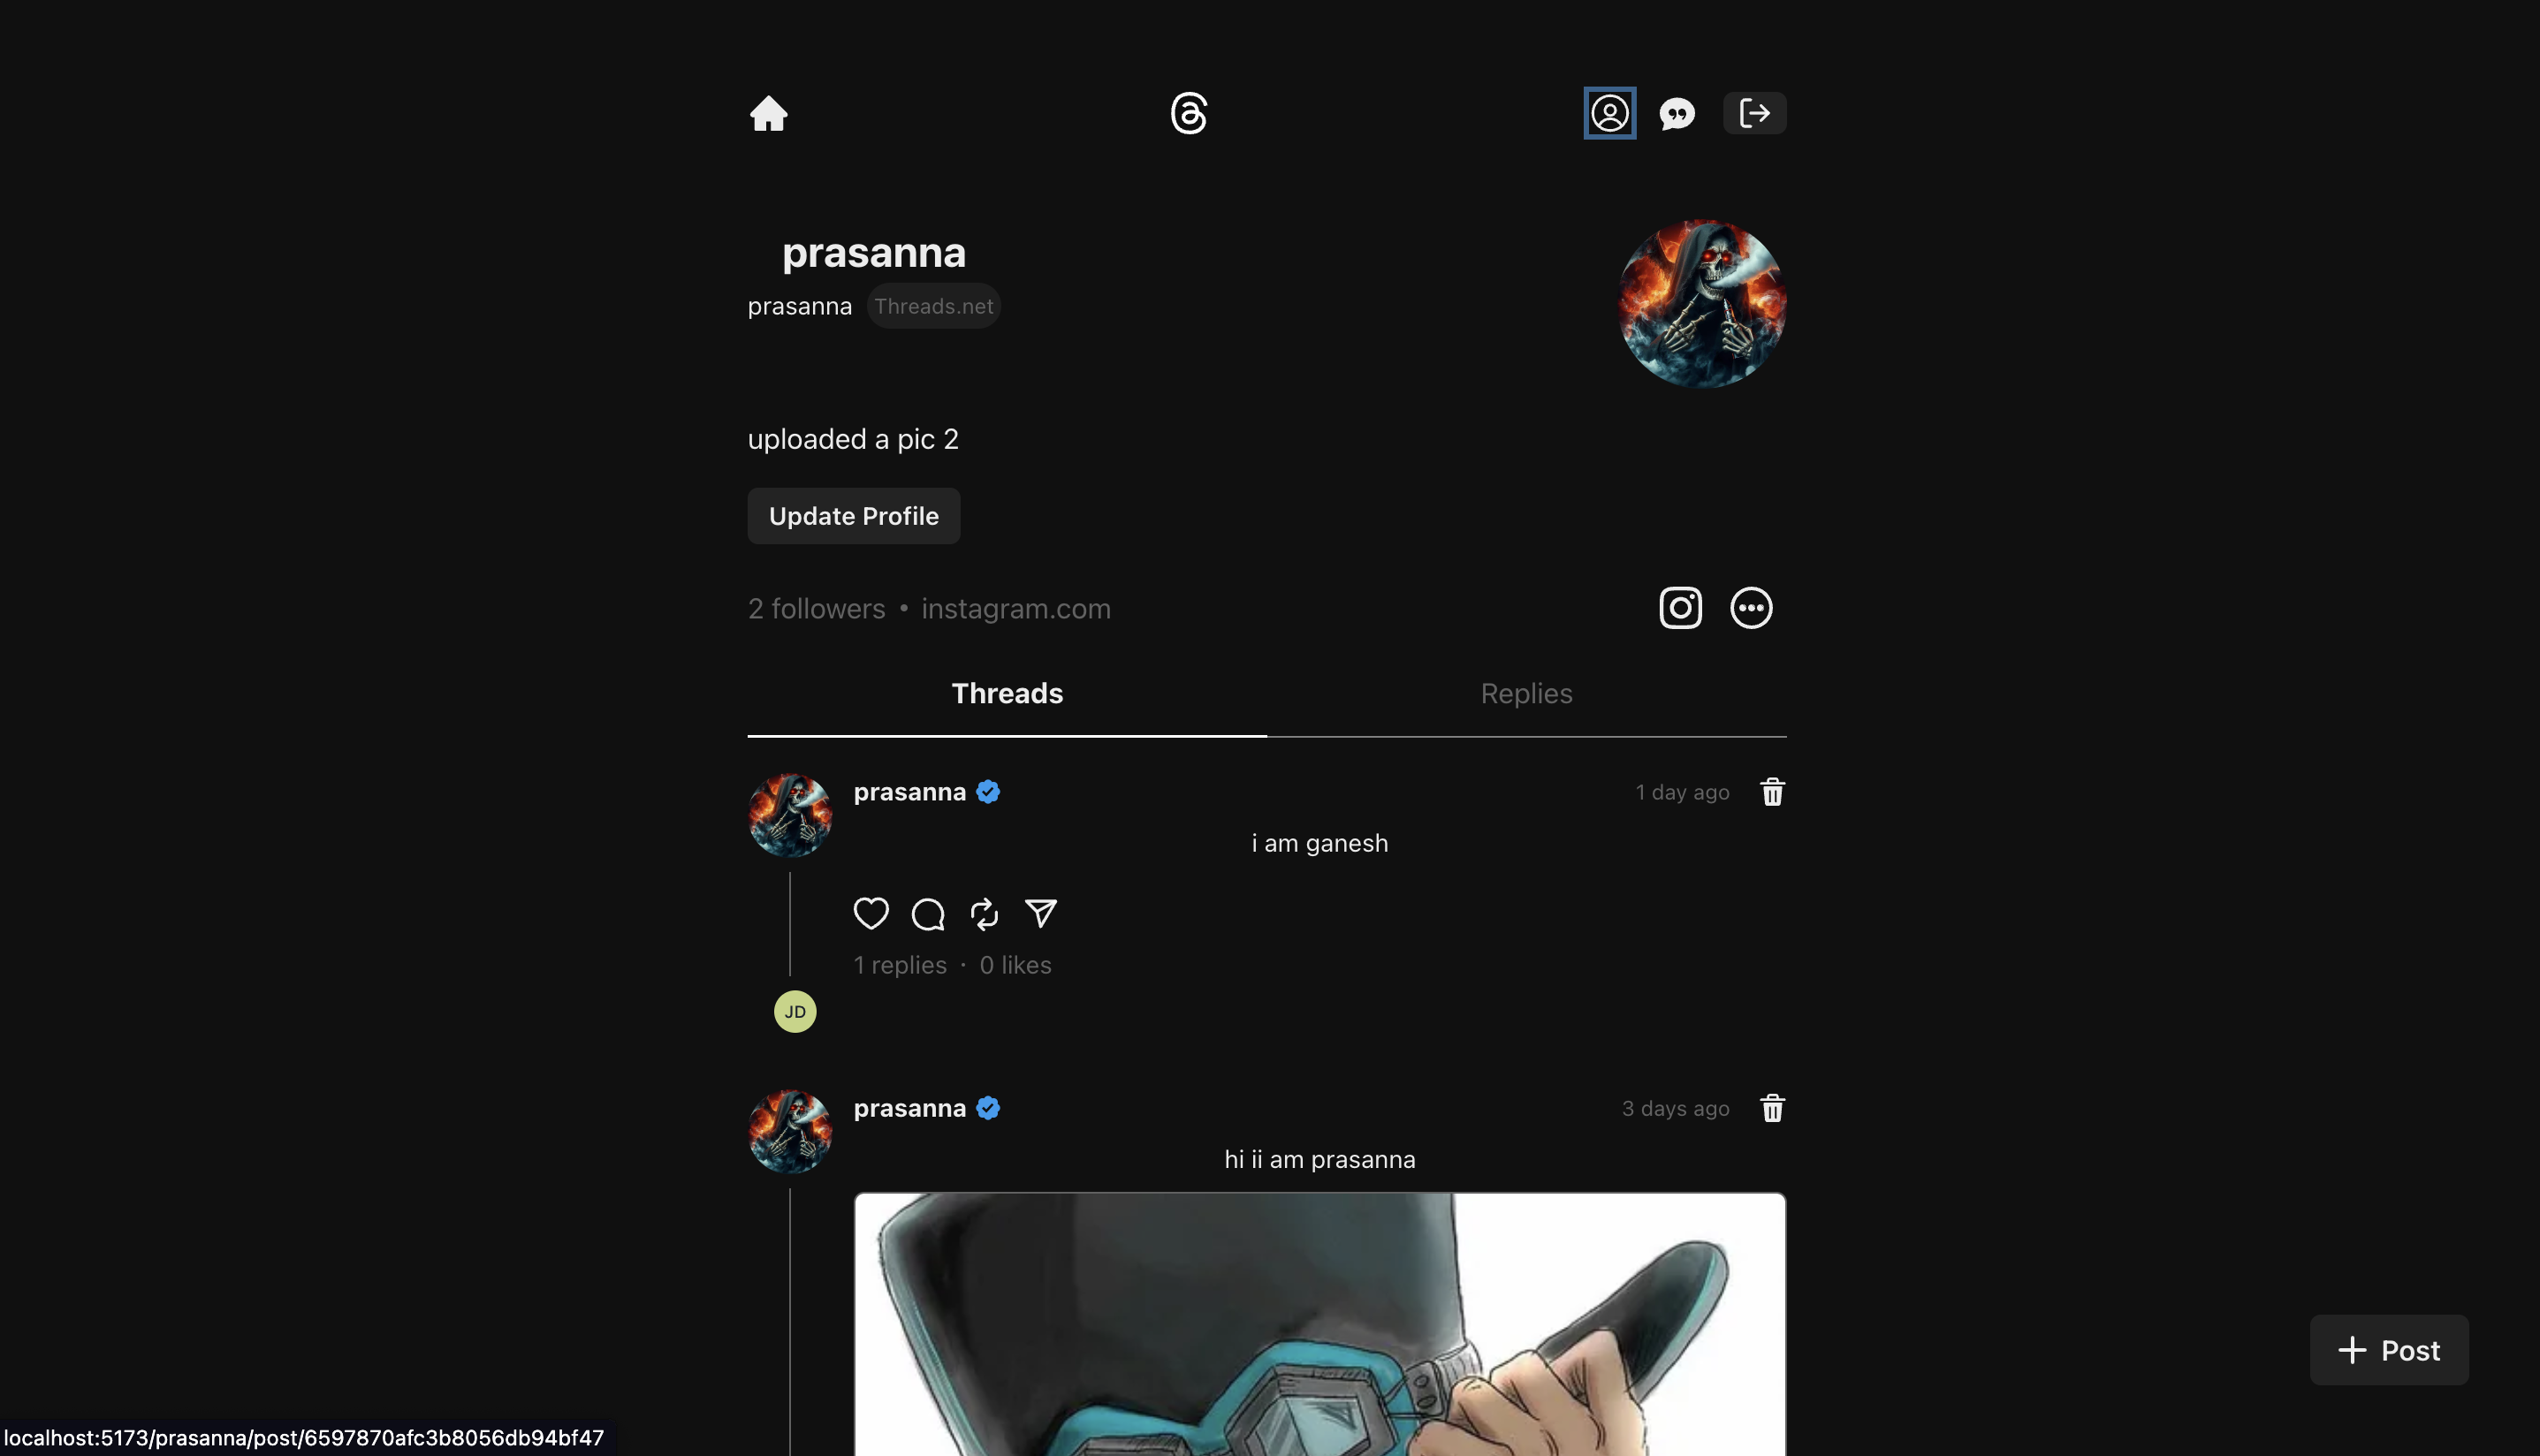 prasanna
prasanna Threads.net
uploaded a pic 2
Update Profile
2 followers • instagram.com
Threads Replies
prasanna 1 day ago
i am ganesh
1 replies · 0 likes
JD
prasanna 3 days ago
hi ii am prasanna
+ Post
localhost:5173/prasanna/post/6597870afc3b8056db94bf47